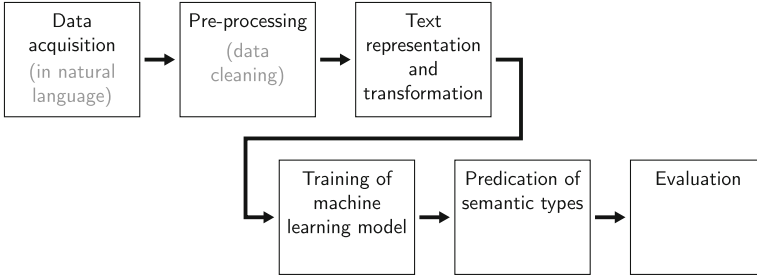 Data
acquisition
(in natural
language)
Pre-processing
(data
cleaning)
Text
representation
and
transformation
Training of
machine
learning model
Predication of
semantic types
Evaluation